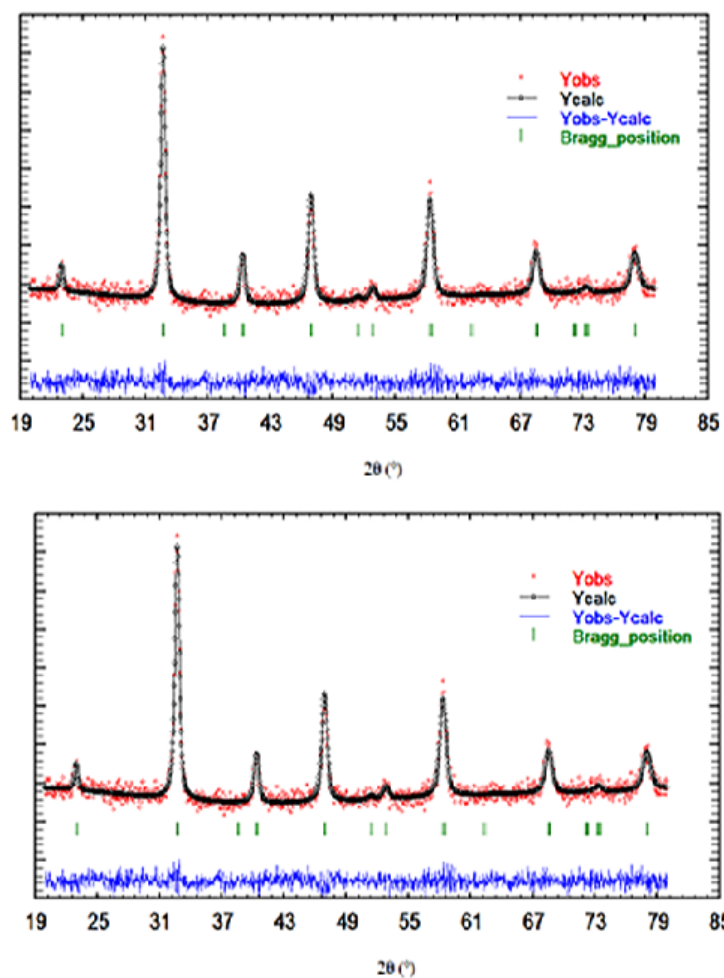 Yobs
Ycalc
Yobs-Ycalc
Bragg_position
19 25 31 37 43 49 55 61 67 73 79 85
2θ (°)
Yobs
Ycalc
Yobs-Ycalc
Bragg_position
19 25 31 37 43 49 55 61 67 73 79 85
2θ (°)